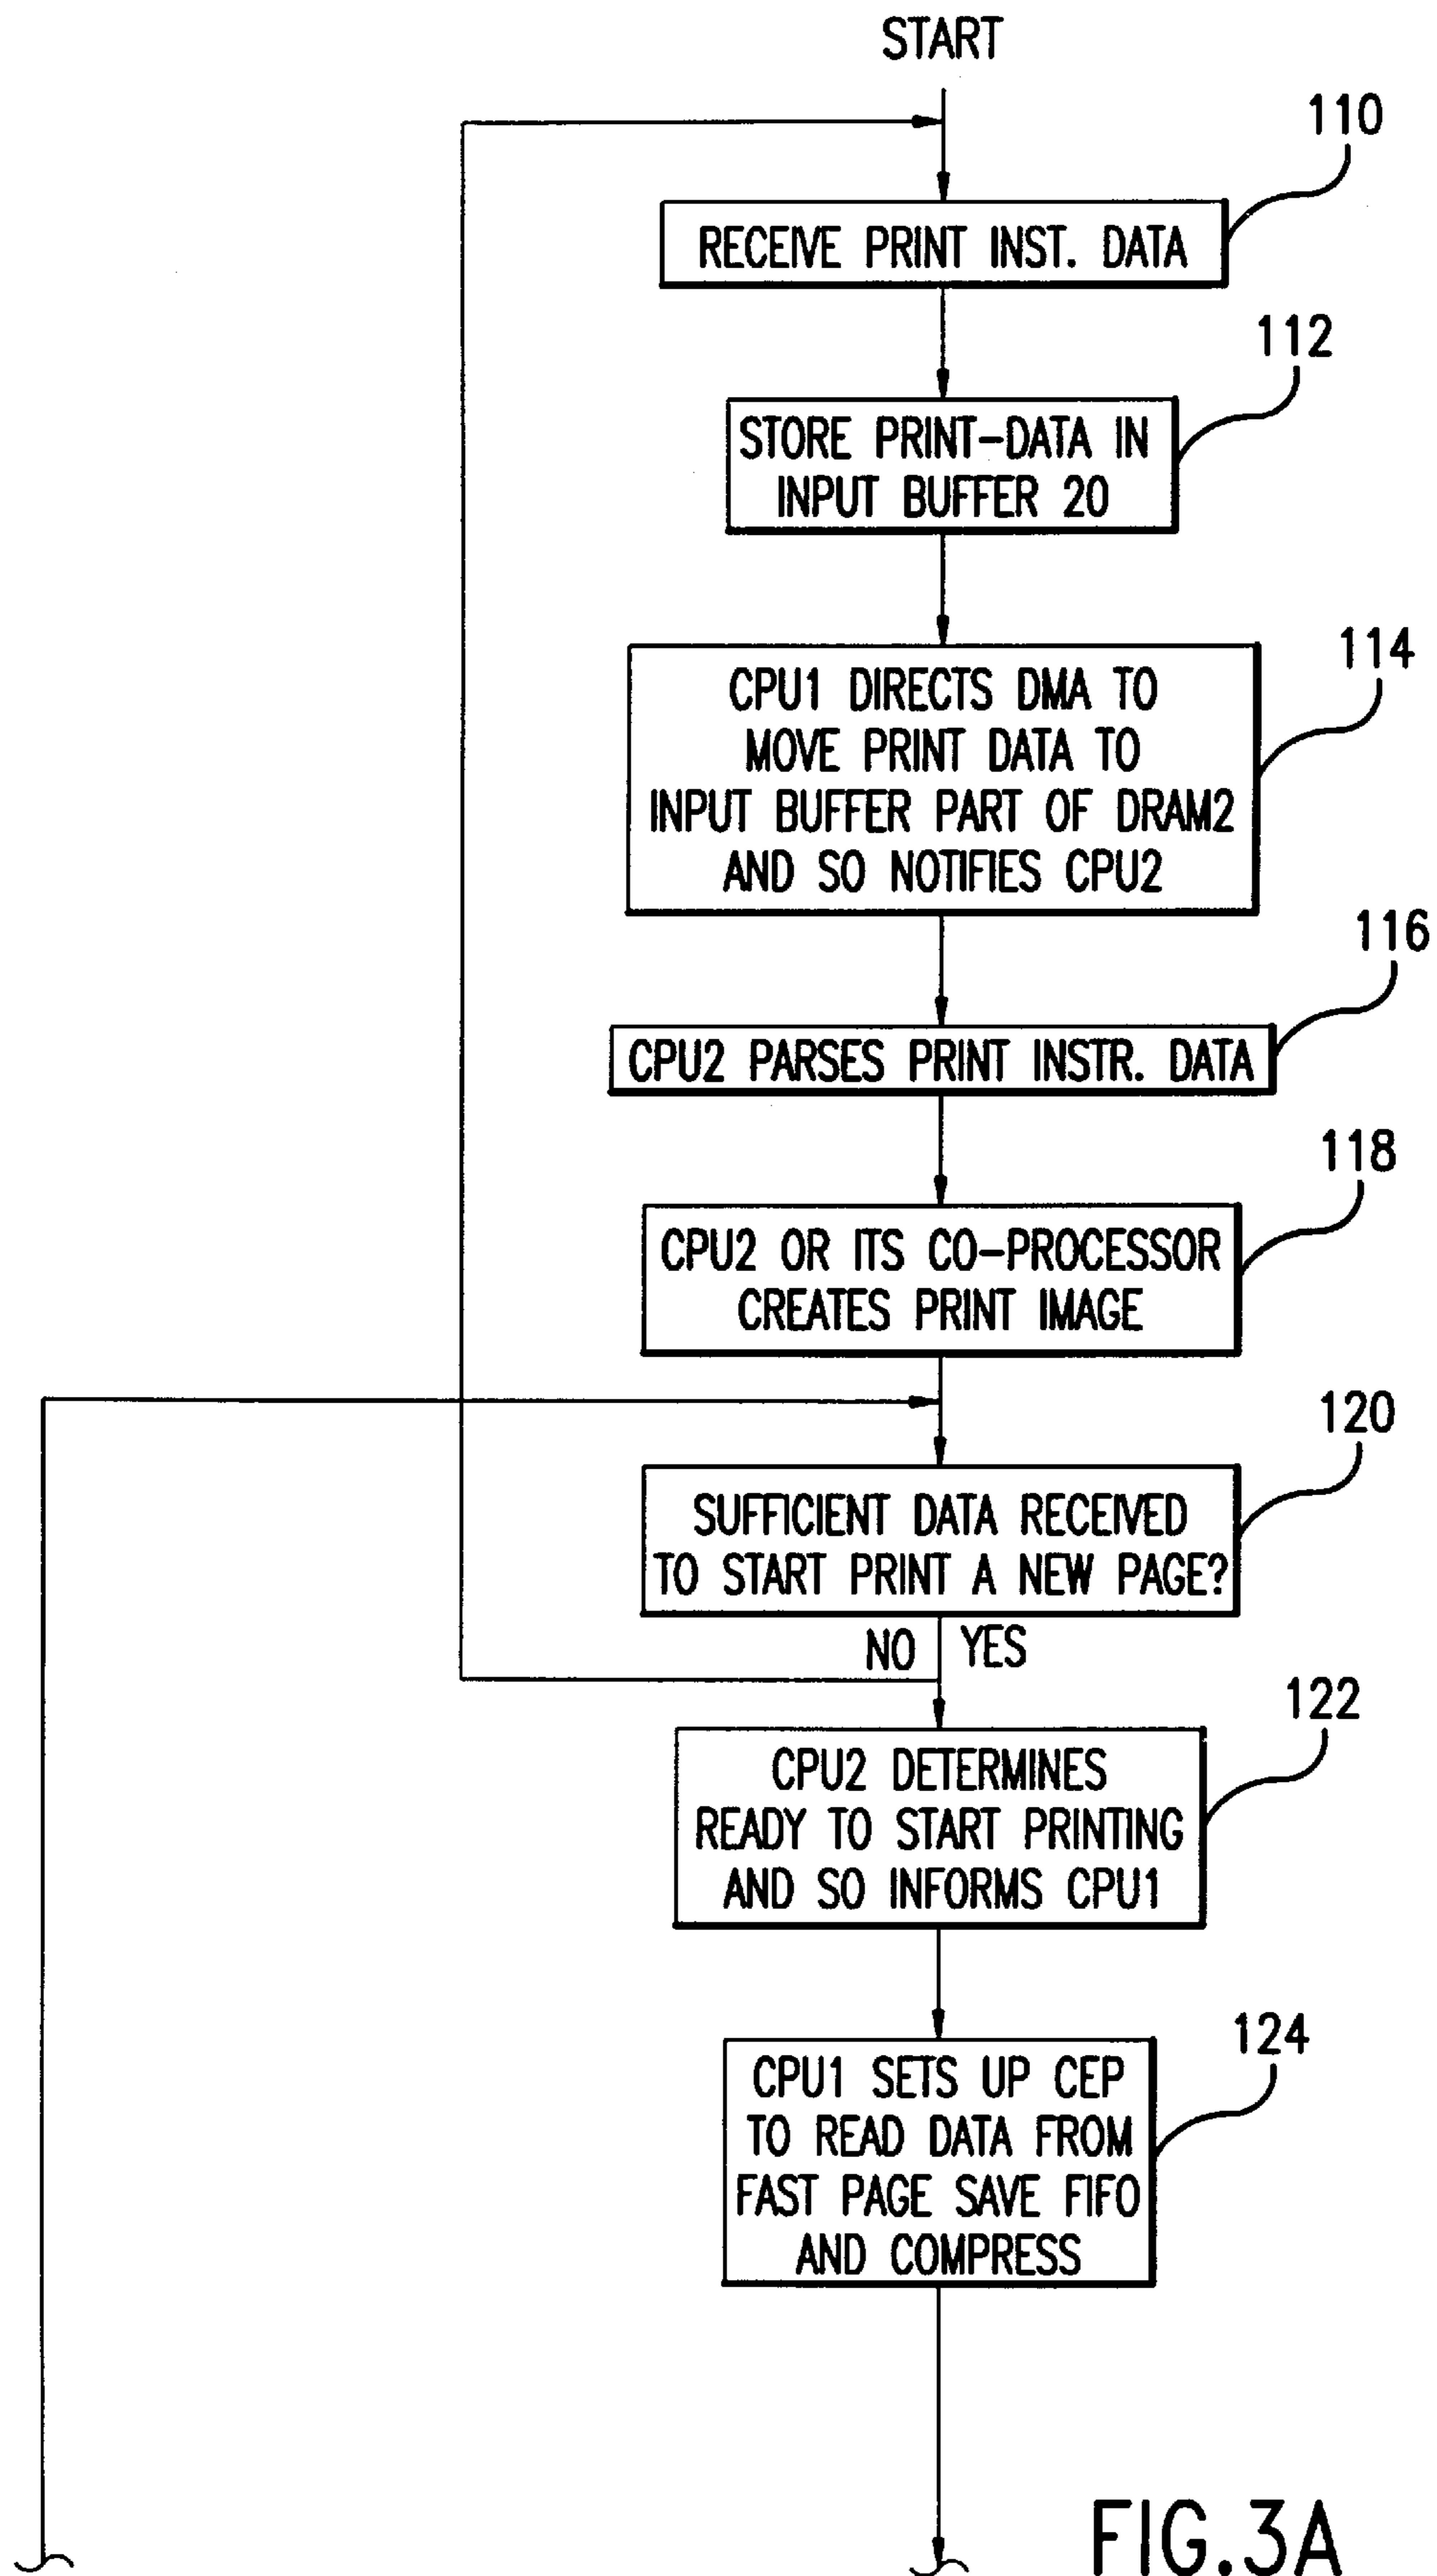 START
110
RECEIVE PRINT INST. DATA
112
STORE PRINT-DATA IN
INPUT BUFFER 20
114
CPU1 DIRECTS DMA TO
MOVE PRINT DATA TO
INPUT BUFFER PART OF DRAM2
AND SO NOTIFIES CPU2
116
CPU2 PARSES PRINT INSTR. DATA
118
CPU2 OR ITS CO-PROCESSOR
CREATES PRINT IMAGE
120
SUFFICIENT DATA RECEIVED
TO START PRINT A NEW PAGE?
NO YES
122
CPU2 DETERMINES
READY TO START PRINTING
AND SO INFORMS CPU1
124
CPU1 SETS UP CEP
TO READ DATA FROM
FAST PAGE SAVE FIFO
AND COMPRESS
FIG.3A